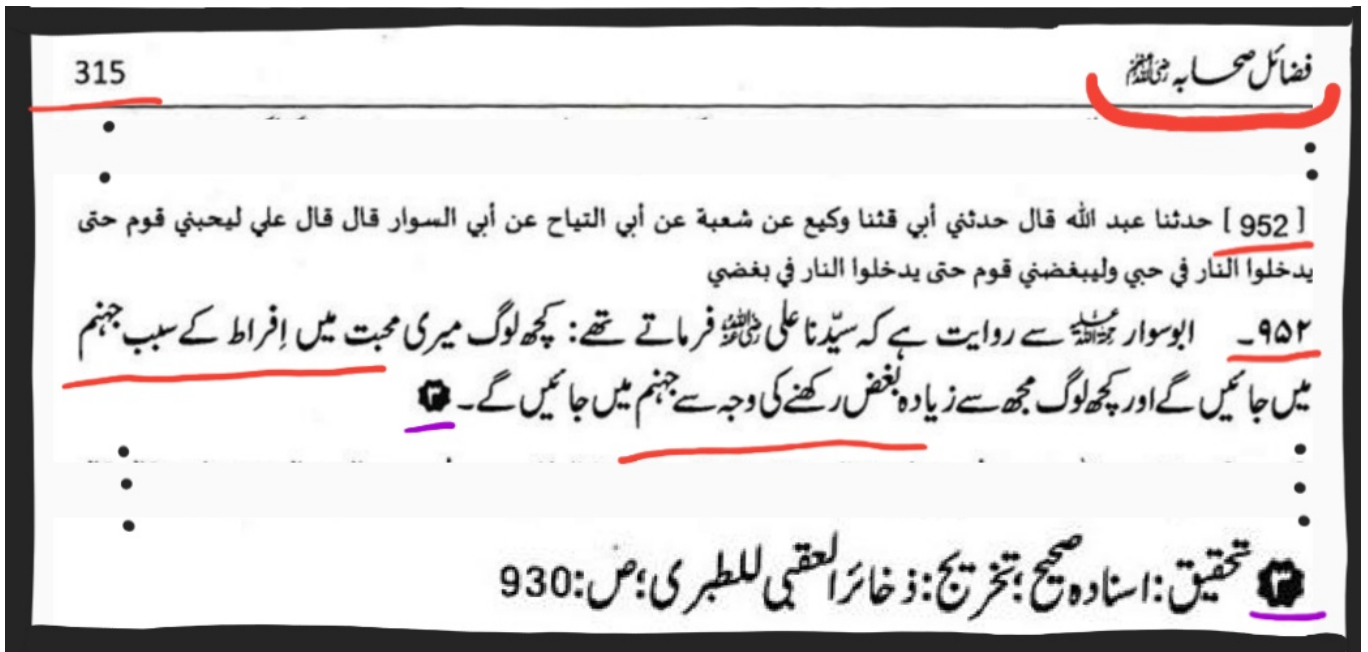 فضائل صحابہ رضی اللہ عنہم
315
[ 952 ] حدثنا عبد الله قال حدثني أبي قثنا وكيع عن شعبة عن أبي التياح عن أبي السوار قال قال علي ليحبني قوم حتى
يدخلوا النار في حبي وليبغضني قوم حتى يدخلوا النار في بغضي
۹۵۲۔ ابوسوار رحمہ اللہ سے روایت ہے کہ سیّدنا علی رضی اللہ عنہ فرماتے تھے: کچھ لوگ میری محبت میں اِفراط کے سبب جہنم
میں جائیں گے اور کچھ لوگ مجھ سے زیادہ بُغض رکھنے کی وجہ سے جہنم میں جائیں گے۔ ۳
۳ تحقیق: اسنادہ صحیح؛ تخریج: ذخائر العقبی للطبری؛ ص: 930